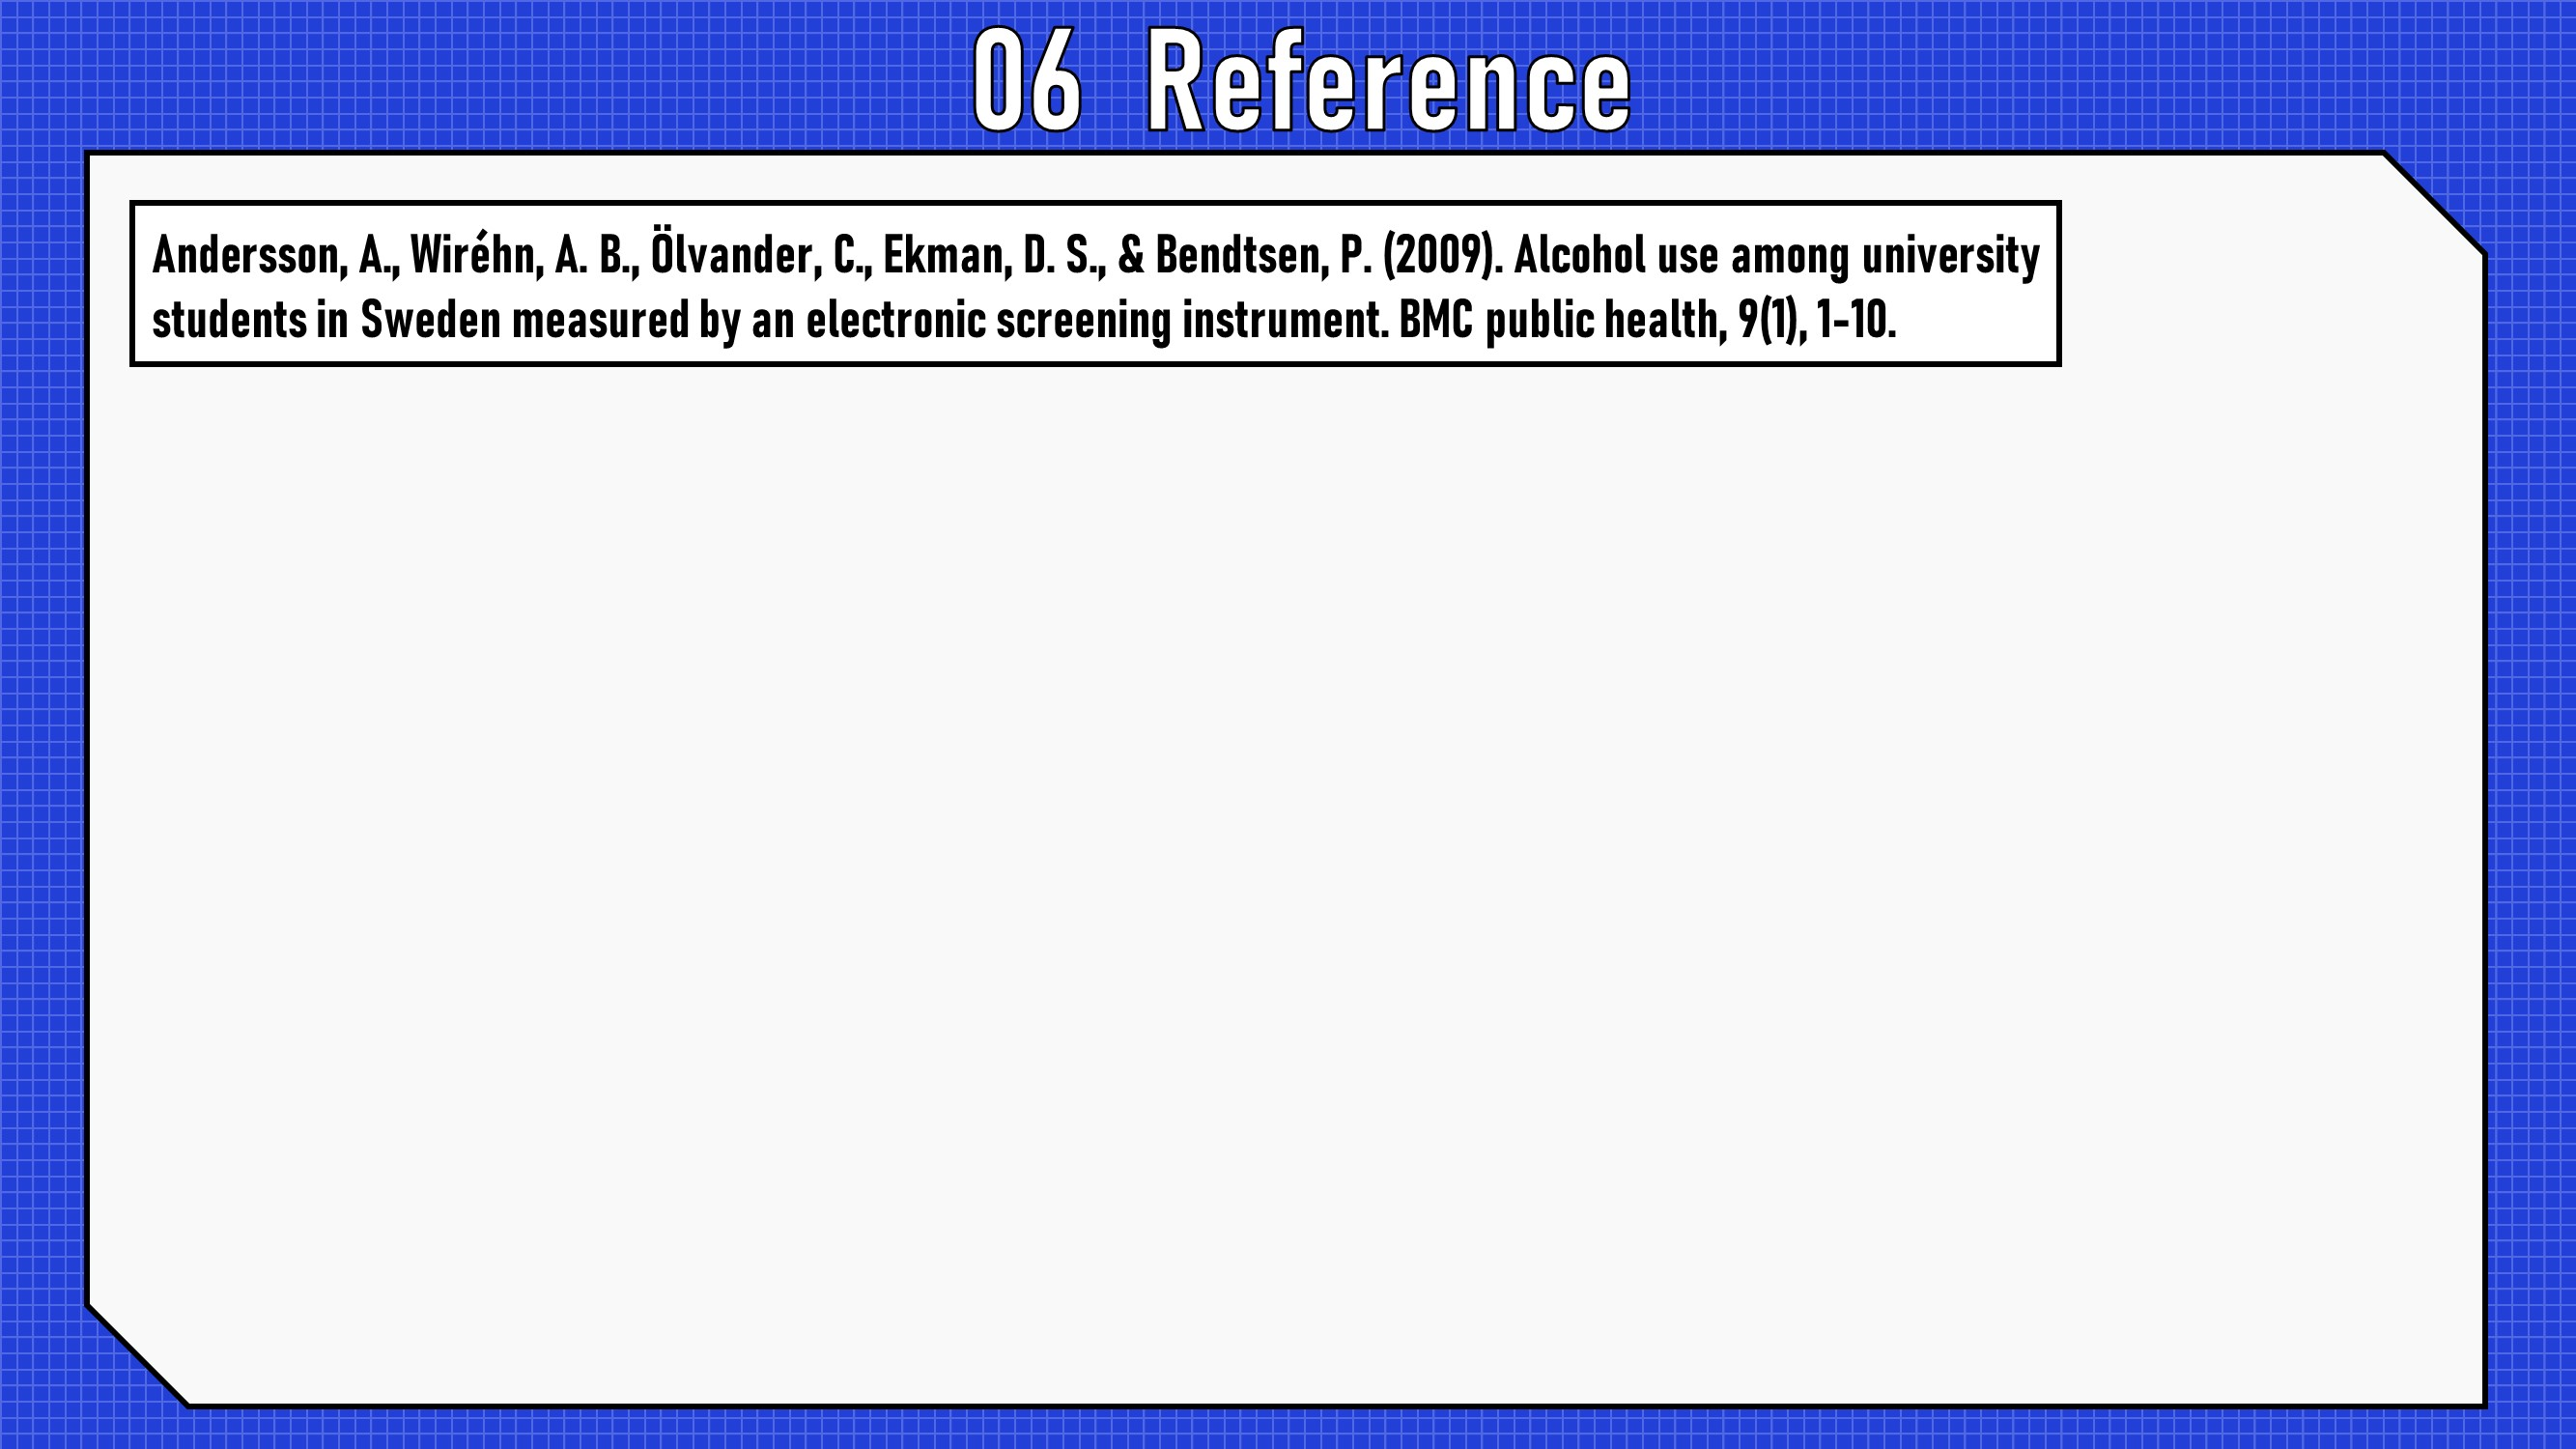 06 Reference
Andersson, A., Wiréhn, A. B., Ölvander, C., Ekman, D. S., & Bendtsen, P. (2009). Alcohol use among university
students in Sweden measured by an electronic screening instrument. BMC public health, 9(1), 1-10.